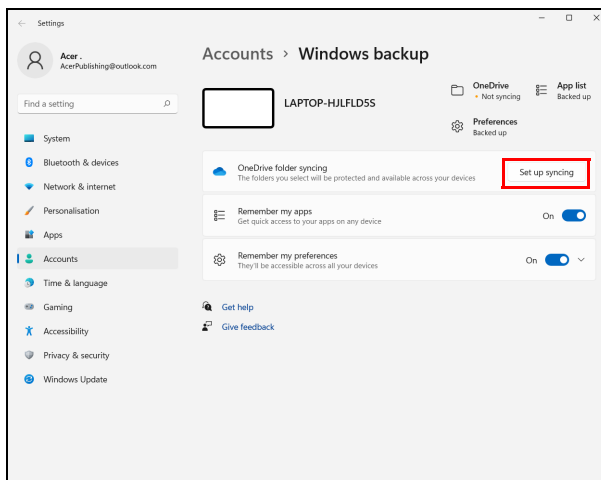 Settings
Acer .
AcerPublishing@outlook.com
Find a setting
System
Bluetooth & devices
Network & internet
Personalisation
Apps
Accounts
Time & language
Gaming
Accessibility
Privacy & security
Windows Update
Accounts > Windows backup
LAPTOP-HJLFLD5S
OneDrive
• Not syncing
App list
Backed up
Preferences
Backed up
OneDrive folder syncing
The folders you select will be protected and available across your devices
Set up syncing
Remember my apps
Get quick access to your apps on any device
On
Remember my preferences
They'll be accessible across all your devices
On
Get help
Give feedback